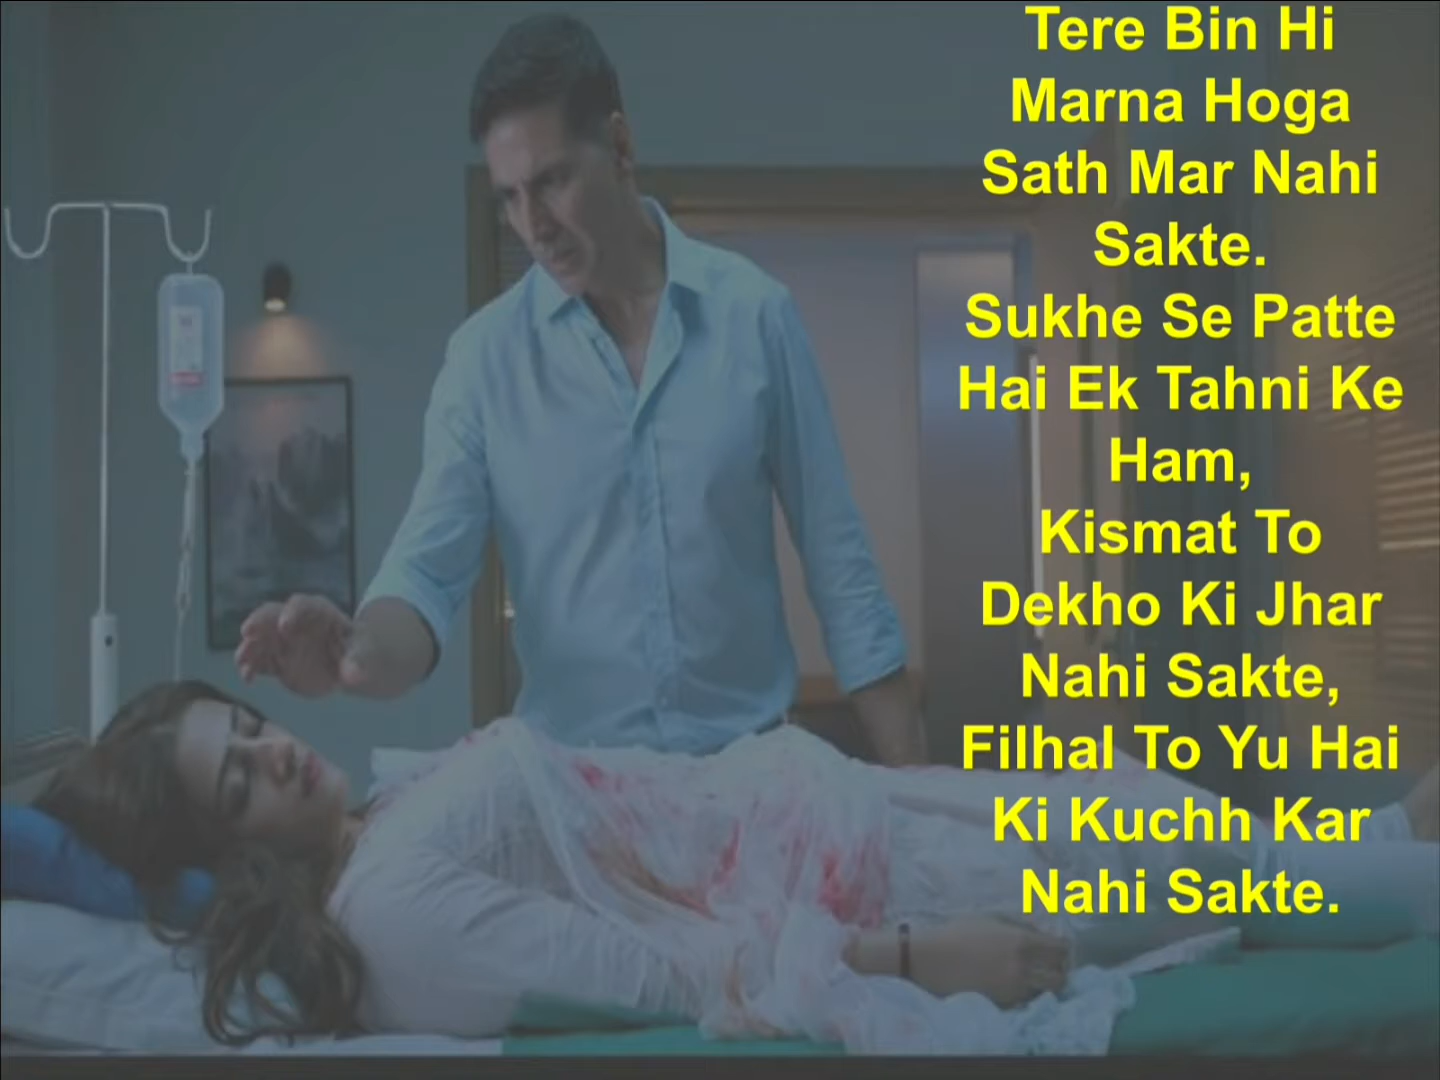 Tere Bin Hi
Marna Hoga
Sath Mar Nahi
Sakte.
Sukhe Se Patte
Hai Ek Tahni Ke
Ham,
Kismat To
Dekho Ki Jhar
Nahi Sakte,
Filhal To Yu Hai
Ki Kuchh Kar
Nahi Sakte.